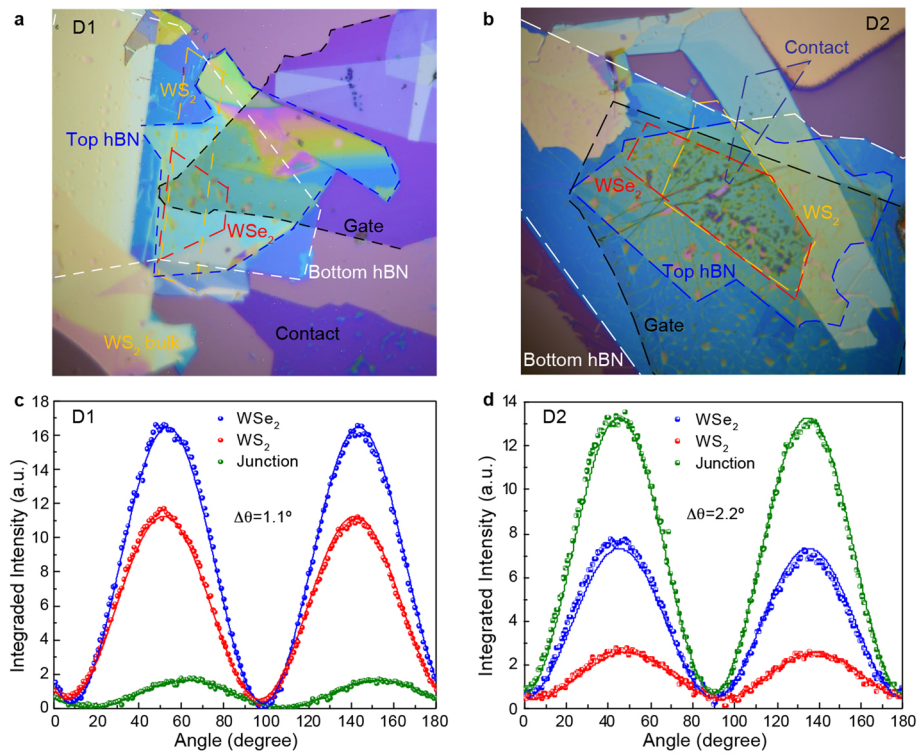 a
D1
WS2
Top hBN
WSe2
Gate
Bottom hBN
Contact
WS2 bulk
b
D2
Contact
WSe2
WS2
Top hBN
Gate
Bottom hBN
c
D1
WSe2
WS2
Junction
Δθ=1.1º
Integraded Intensity (a.u.)
18
16
14
12
10
8
6
4
2
0
0 20 40 60 80 100 120 140 160 180
Angle (degree)
d
D2
WSe2
WS2
Junction
Δθ=2.2º
Integrated Intensity (a.u.)
14
12
10
8
6
4
2
0
0 20 40 60 80 100 120 140 160 180
Angle (degree)